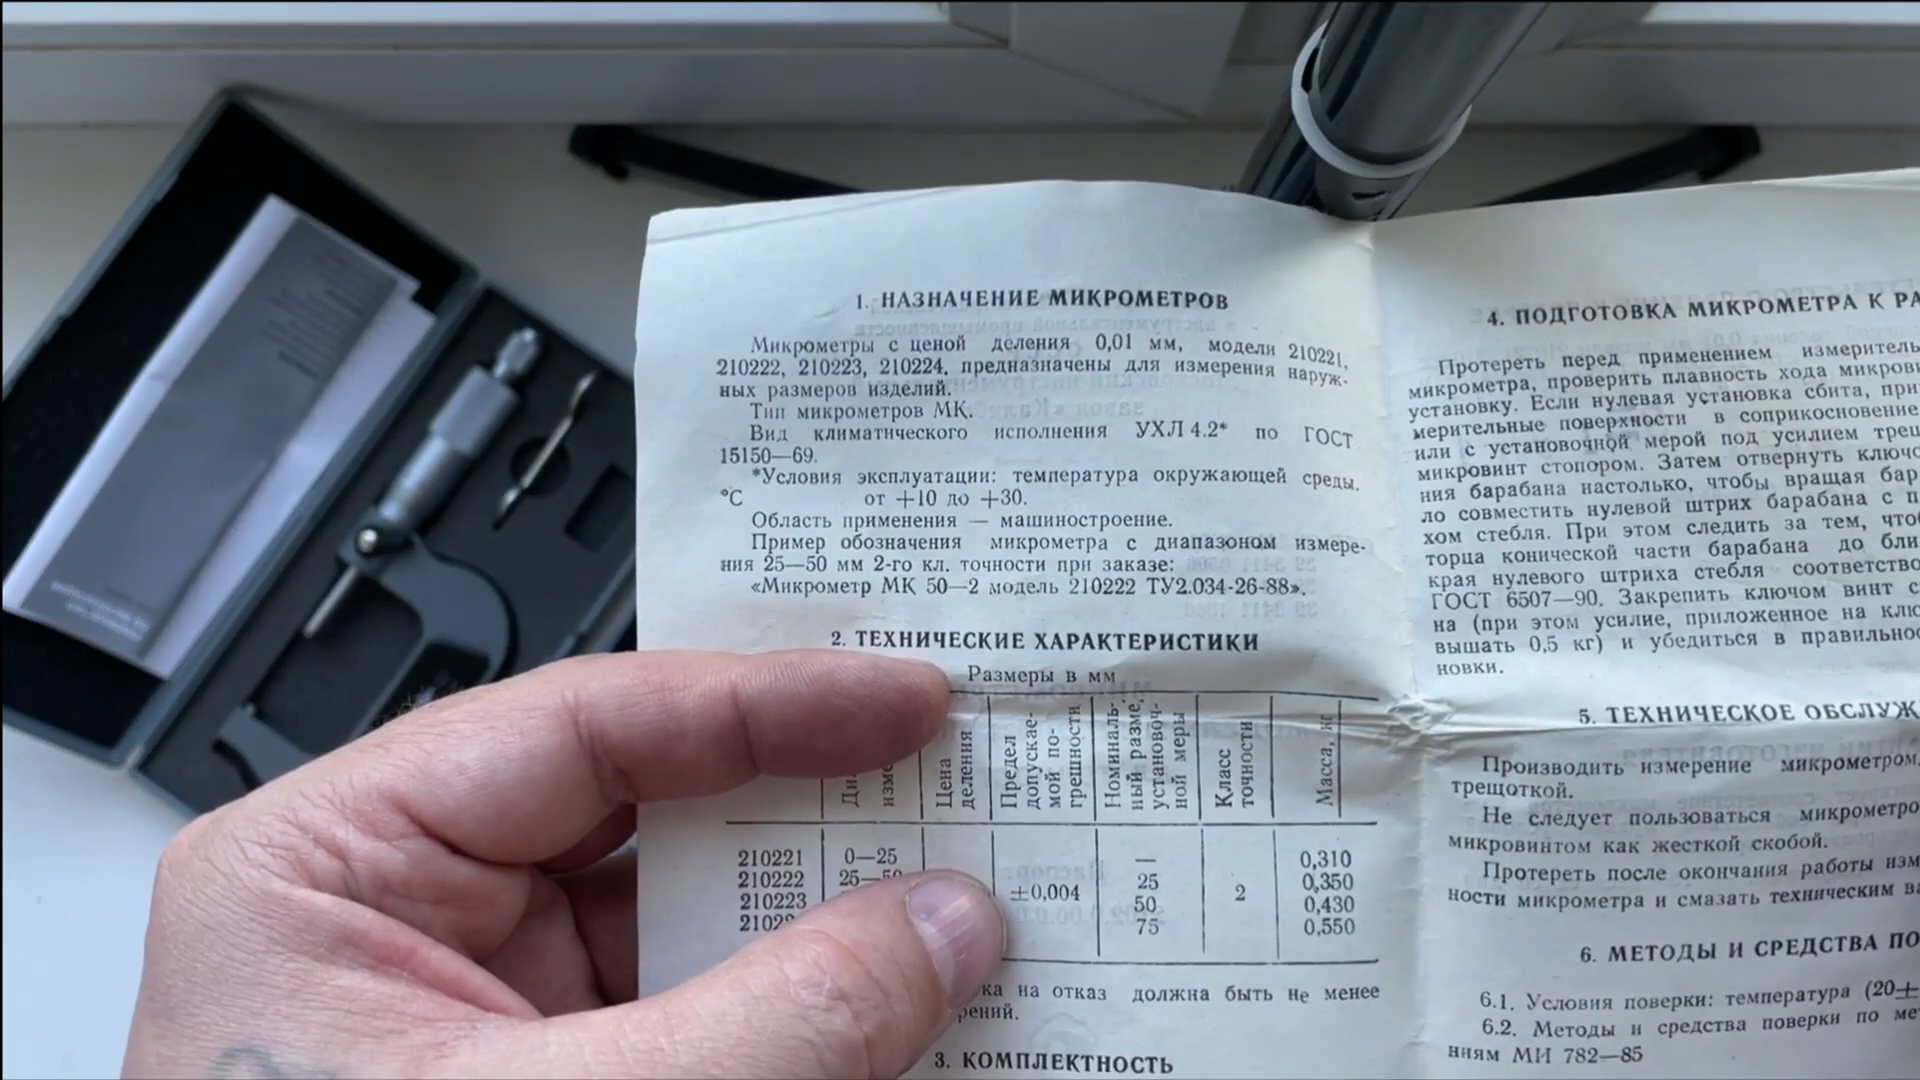 1. НАЗНАЧЕНИЕ МИКРОМЕТРОВ
Микрометры с ценой деления 0,01 мм, модели 210221,
210222, 210223, 210224, предназначены для измерения наруж-
ных размеров изделий.
Тип микрометров МК.
Вид климатического исполнения УХЛ 4.2* по ГОСТ
15150—69.
*Условия эксплуатации: температура окружающей среды,
°С от +10 до +30.
Область применения — машиностроение.
Пример обозначения микрометра с диапазоном измере-
ния 25—50 мм 2-го кл. точности при заказе:
«Микрометр МК 50—2 модель 210222 ТУ2.034-26-88».
2. ТЕХНИЧЕСКИЕ ХАРАКТЕРИСТИКИ
Размеры в мм
Цена
деления
Предел
допускае-
мой по-
грешности
Номиналь-
ный разме,
установоч-
ной меры
Класс
точности
Масса, кг
210221 0—25 — 0,310
210222 25—50 ±0,004 25 2 0,350
210223 50 0,430
75 0,550
на отказ должна быть не менее
3. КОМПЛЕКТНОСТЬ
4. ПОДГОТОВКА МИКРОМЕТРА К РА
Протереть перед применением измеритель
микрометра, проверить плавность хода микрови
установку. Если нулевая установка сбита, при
мерительные поверхности в соприкосновение
или с установочной мерой под усилием трещ
микровинт стопором. Затем отвернуть ключо
ния барабана настолько, чтобы вращая бар
ло совместить нулевой штрих барабана с п
хом стебля. При этом следить за тем, чтоб
торца конической части барабана до бли
края нулевого штриха стебля соответство
ГОСТ 6507—90. Закрепить ключом винт с
на (при этом усилие, приложенное на клю
вышать 0,5 кг) и убедиться в правильнос
новки.
5. ТЕХНИЧЕСКОЕ ОБСЛУЖ
Производить измерение микрометром,
трещоткой.
Не следует пользоваться микрометро
микровинтом как жесткой скобой.
Протереть после окончания работы изм
ности микрометра и смазать техническим ва
6. МЕТОДЫ И СРЕДСТВА ПО
6.1. Условия поверки: температура (20±
6.2. Методы и средства поверки по ме
ниям МИ 782—85